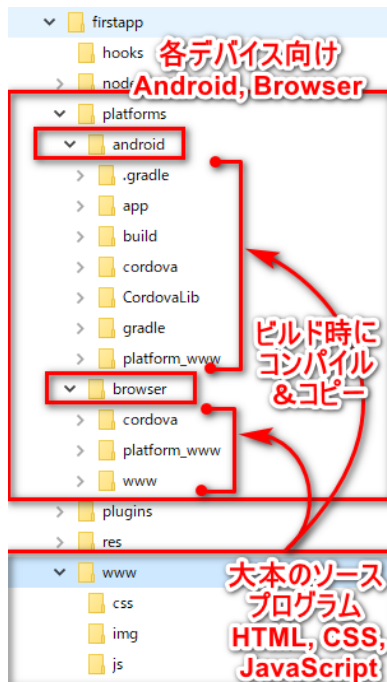 firstapp
hooks
各デバイス向け
node
Android, Browser
platforms
android
.gradle
app
build
cordova
CordovaLib
gradle
platform_www
ビルド時に
コンパイル
&コピー
browser
cordova
platform_www
www
plugins
res
www
大本のソース
プログラム
HTML, CSS,
JavaScript
css
img
js